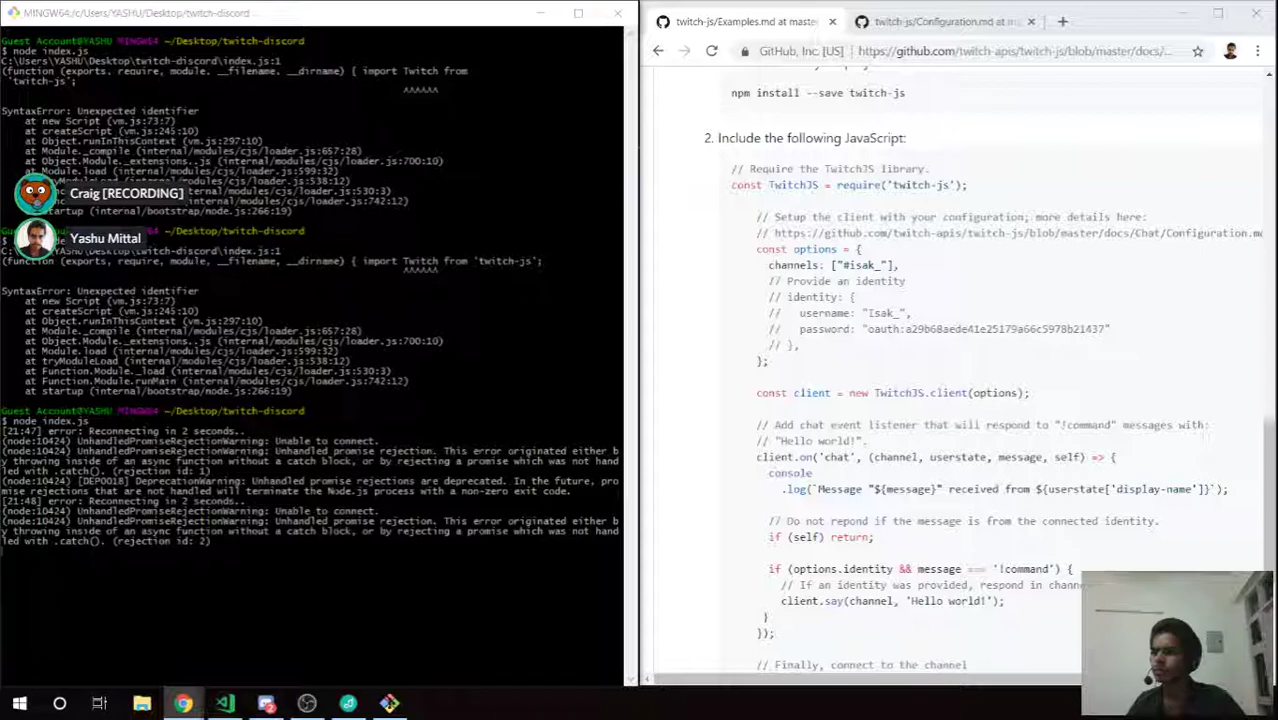 MINGW64:/c/Users/YASHU/Desktop/twitch-discord
Guest Account@YASHU MINGW64 ~/Desktop/twitch-discord
$ node index.js
C:\Users\YASHU\Desktop\twitch-discord\index.js:1
(function (exports, require, module, __filename, __dirname) { import Twitch from
'twitch-js';
^^^^^^
SyntaxError: Unexpected identifier
at new Script (vm.js:73:7)
at createScript (vm.js:245:10)
at Object.runInThisContext (vm.js:297:10)
at Module._compile (internal/modules/cjs/loader.js:657:28)
at Object.Module._extensions..js (internal/modules/cjs/loader.js:700:10)
at Module.load (internal/modules/cjs/loader.js:599:32)
ModuleLoad (internal/modules/cjs/loader.js:538:12)
Craig [RECORDING]
startup (internal/bootstrap/node.js:266:19)
Yashu Mittal
(function (exports, require, module, __filename, __dirname) { import Twitch from 'twitch-js';
^^^^^^
SyntaxError: Unexpected identifier
at new Script (vm.js:73:7)
at createScript (vm.js:245:10)
at Object.runInThisContext (vm.js:297:10)
at Module._compile (internal/modules/cjs/loader.js:657:28)
at Object.Module._extensions..js (internal/modules/cjs/loader.js:700:10)
at Module.load (internal/modules/cjs/loader.js:599:32)
at tryModuleLoad (internal/modules/cjs/loader.js:538:12)
at Function.Module._load (internal/modules/cjs/loader.js:530:3)
at Function.Module.runMain (internal/modules/cjs/loader.js:742:12)
at startup (internal/bootstrap/node.js:266:19)
Guest Account@YASHU MINGW64 ~/Desktop/twitch-discord
$ node index.js
[21:47] error: Reconnecting in 2 seconds..
(node:10424) UnhandledPromiseRejectionWarning: Unable to connect.
(node:10424) UnhandledPromiseRejectionWarning: Unhandled promise rejection. This error originated either b
y throwing inside of an async function without a catch block, or by rejecting a promise which was not hand
led with .catch(). (rejection id: 1)
(node:10424) [DEP0018] DeprecationWarning: Unhandled promise rejections are deprecated. In the future, pro
mise rejections that are not handled will terminate the Node.js process with a non-zero exit code.
[21:48] error: Reconnecting in 2 seconds..
(node:10424) UnhandledPromiseRejectionWarning: Unable to connect.
(node:10424) UnhandledPromiseRejectionWarning: Unhandled promise rejection. This error originated either b
y throwing inside of an async function without a catch block, or by rejecting a promise which was not hand
led with .catch(). (rejection id: 2)
twitch-js/Examples.md at master
twitch-js/Configuration.md at m
GitHub, Inc. [US]
https://github.com/twitch-apis/twitch-js/blob/master/docs/...
npm install --save twitch-js
2. Include the following JavaScript:
// Require the TwitchJS library.
const TwitchJS = require('twitch-js');
// Setup the client with your configuration; more details here:
// https://github.com/twitch-apis/twitch-js/blob/master/docs/Chat/Configuration.md
const options = {
channels: ["#isak_"],
// Provide an identity
// identity: {
// username: "Isak_",
// password: "oauth:a29b68aede41e25179a66c5978b21437"
// },
};
const client = new TwitchJS.client(options);
// Add chat event listener that will respond to "!command" messages with:
// "Hello world!".
client.on('chat', (channel, userstate, message, self) => {
console
.log(`Message "${message}" received from ${userstate['display-name']}`);
// Do not repond if the message is from the connected identity.
if (self) return;
if (options.identity && message === '!command') {
// If an identity was provided, respond in channe
client.say(channel, 'Hello world!');
}
});
// Finally, connect to the channel